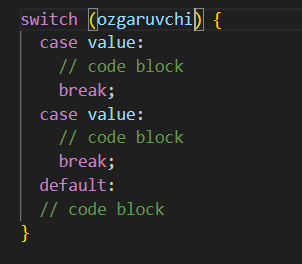 switch (ozgaruvchi) {
  case value:
    // code block
    break;
  case value:
    // code block
    break;
  default:
  // code block
}